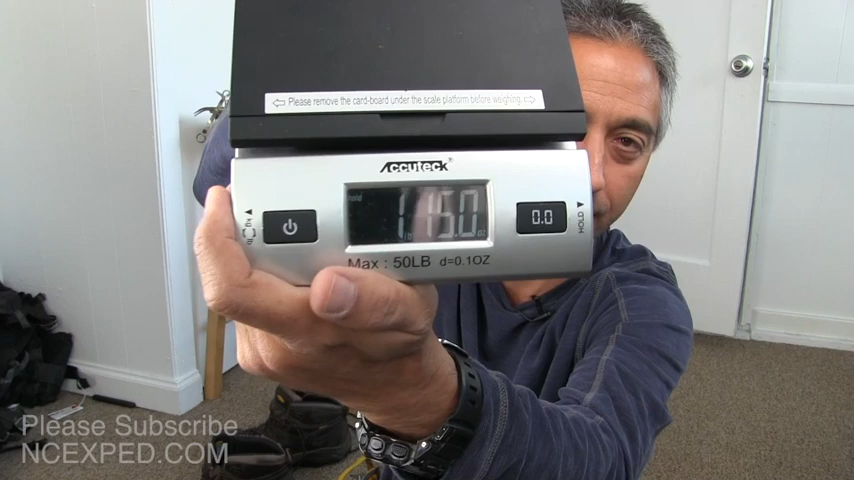 Please remove the card-board under the scale platform before weighing.
Accuteck®
hold
1 15.0
kg
lb
0.0
HOLD
Max : 50LB d=0.1OZ
Please Subscribe
NCEXPED.COM